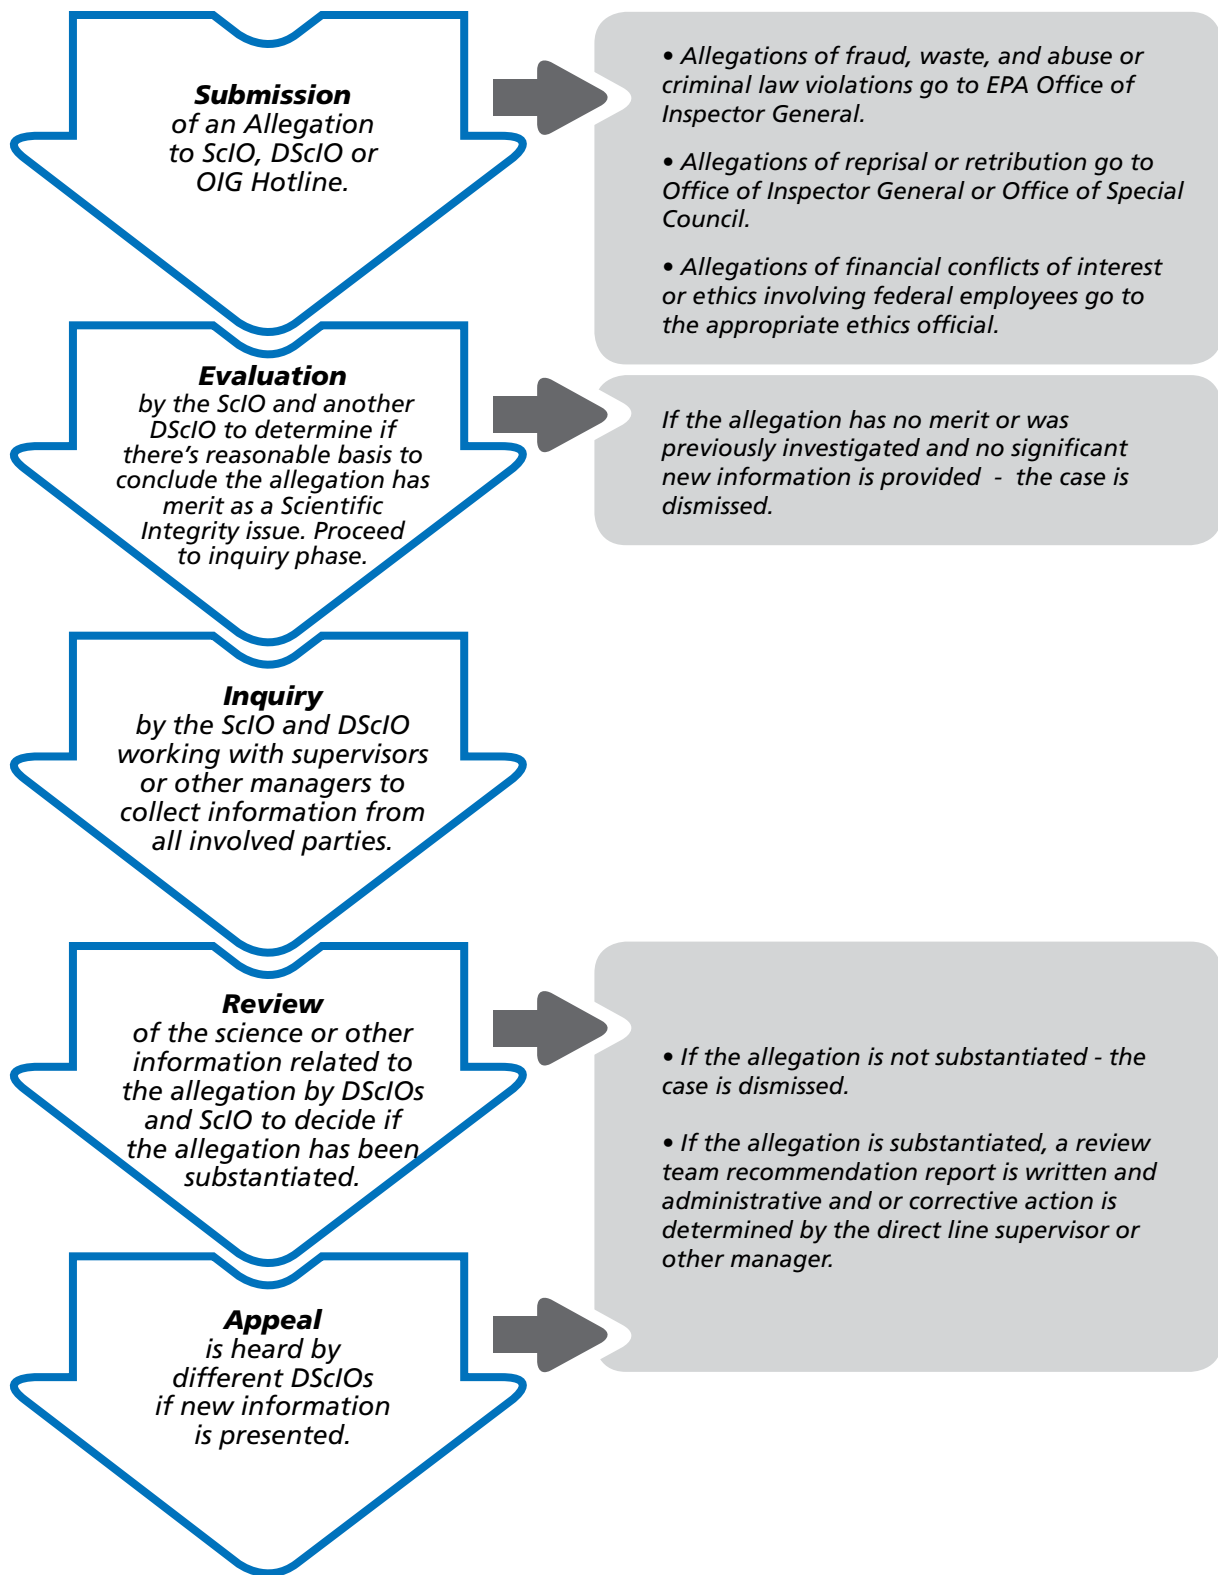 Submission
of an Allegation
to ScIO, DScIO or
OIG Hotline.
• Allegations of fraud, waste, and abuse or
criminal law violations go to EPA Office of
Inspector General.
• Allegations of reprisal or retribution go to
Office of Inspector General or Office of Special
Council.
• Allegations of financial conflicts of interest
or ethics involving federal employees go to
the appropriate ethics official.
Evaluation
by the ScIO and another
DScIO to determine if
there's reasonable basis to
conclude the allegation has
merit as a Scientific
Integrity issue. Proceed
to inquiry phase.
If the allegation has no merit or was
previously investigated and no significant
new information is provided - the case is
dismissed.
Inquiry
by the ScIO and DScIO
working with supervisors
or other managers to
collect information from
all involved parties.
Review
of the science or other
information related to
the allegation by DScIOs
and ScIO to decide if
the allegation has been
substantiated.
• If the allegation is not substantiated - the
case is dismissed.
• If the allegation is substantiated, a review
team recommendation report is written and
administrative and or corrective action is
determined by the direct line supervisor or
other manager.
Appeal
is heard by
different DScIOs
if new information
is presented.